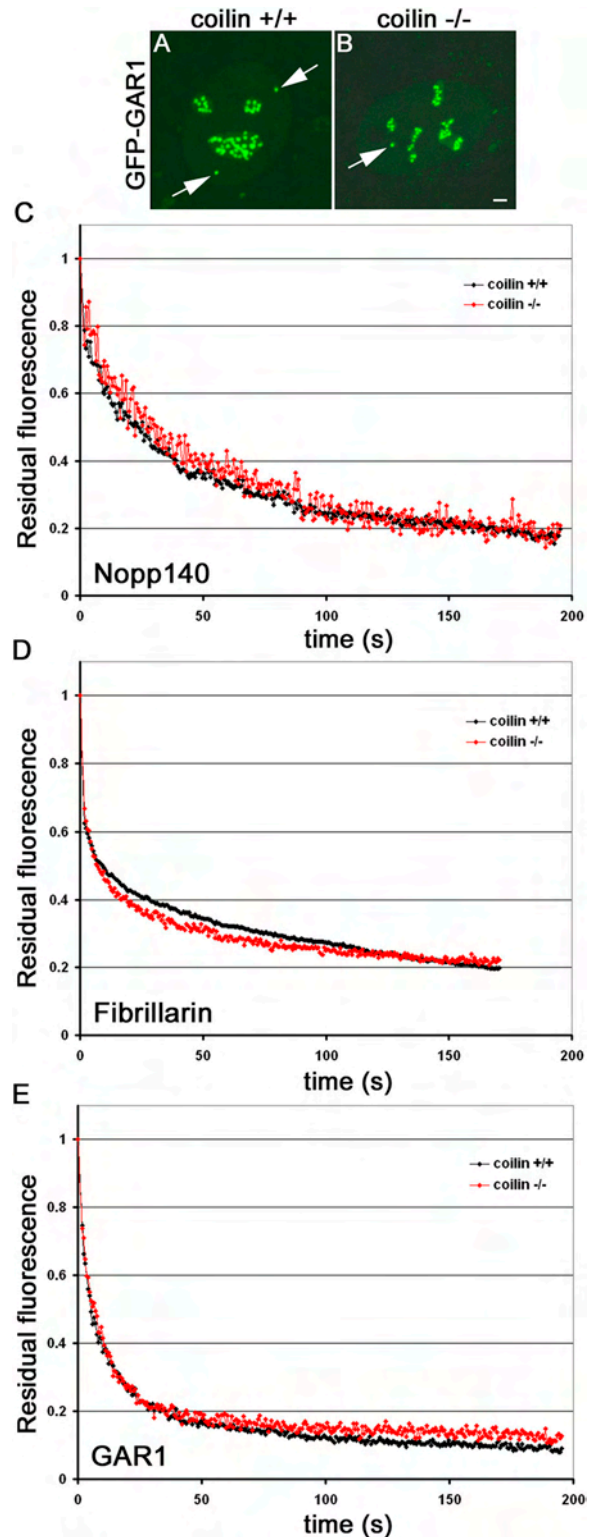 coilin +/+ coilin -/-
A B
GFP-GAR1
C
1
0.8
0.6
0.4
0.2
0
Residual fluorescence
coilin +/+
coilin -/-
Nopp140
0 50 100 150 200
time (s)
D
1
0.8
0.6
0.4
0.2
0
Residual fluorescence
coilin +/+
coilin -/-
Fibrillarin
0 50 100 150 200
time (s)
E
1
0.8
0.6
0.4
0.2
0
Residual fluorescence
coilin +/+
coilin -/-
GAR1
0 50 100 150 200
time (s)